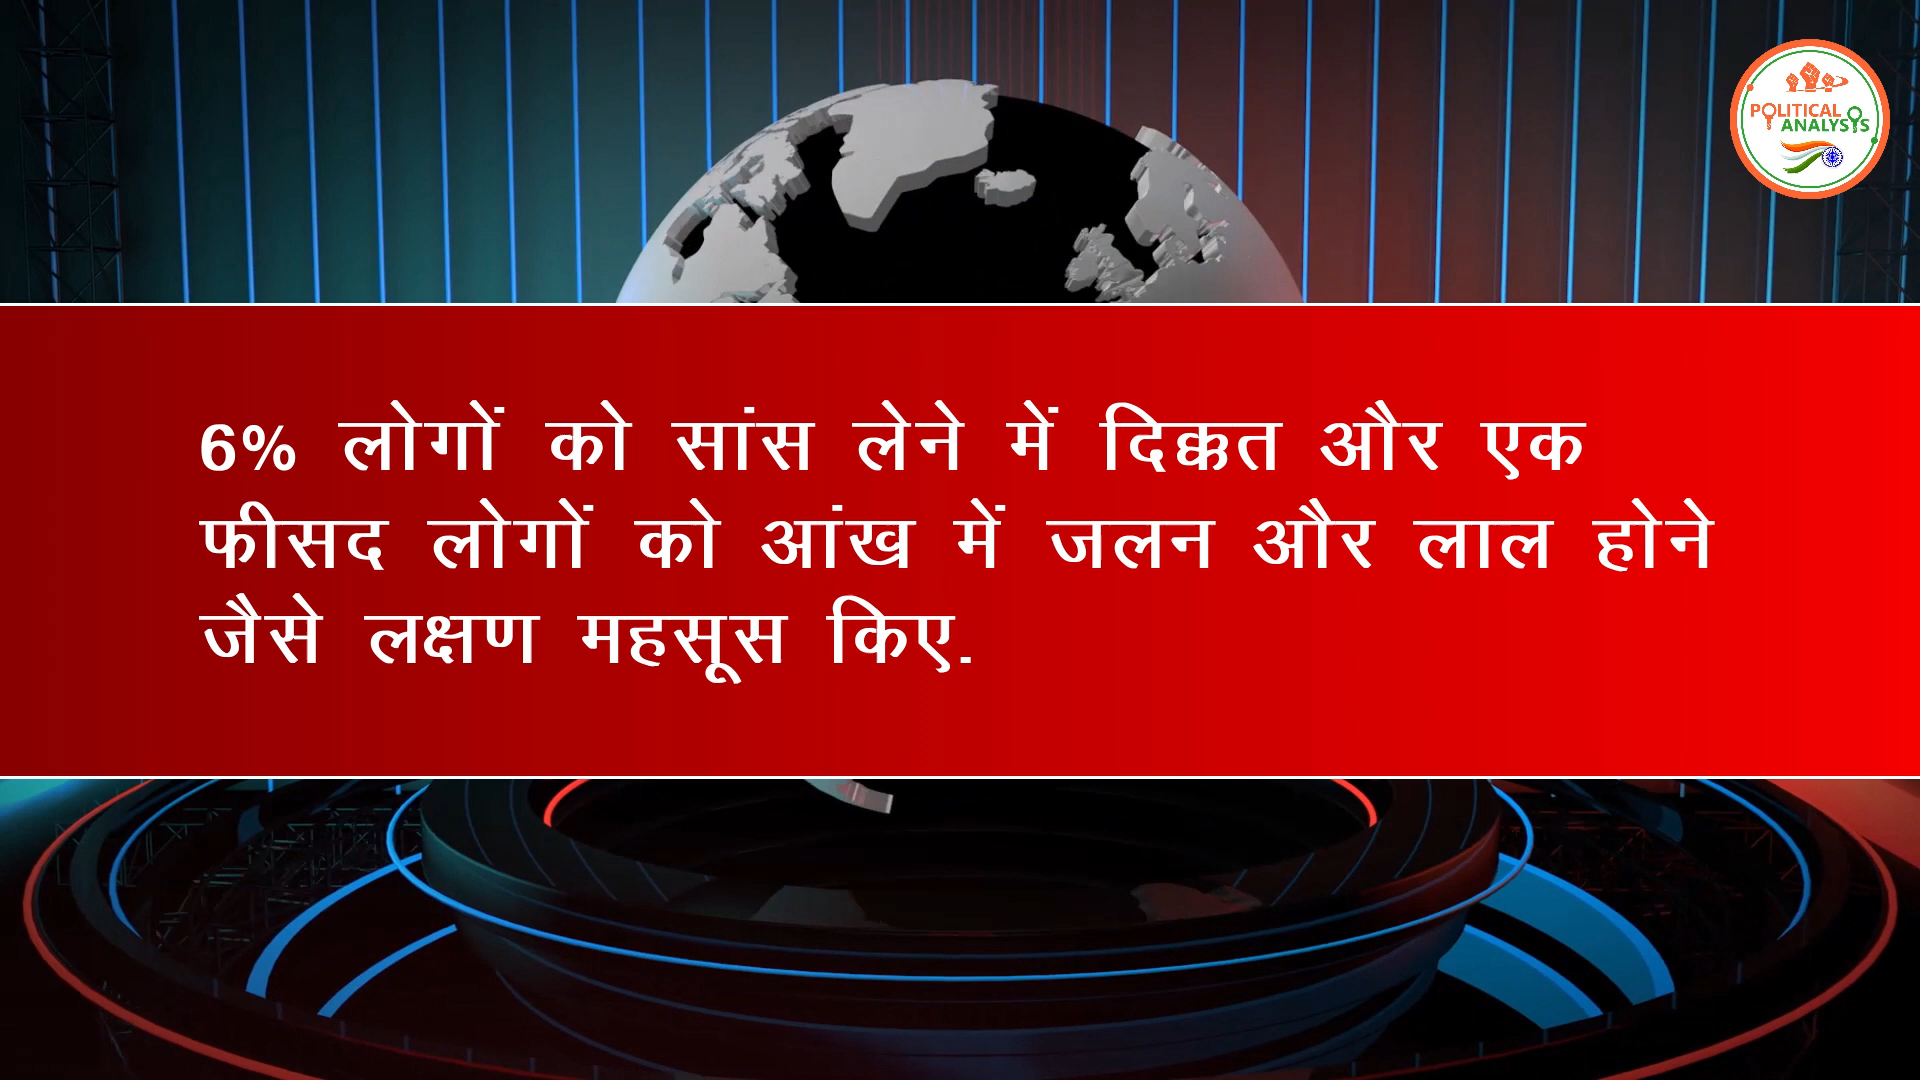 POLITICAL
ANALYSIS
6% लोगों को सांस लेने में दिक्कत और एक
फीसद लोगों को आंख में जलन और लाल होने
जैसे लक्षण महसूस किए.